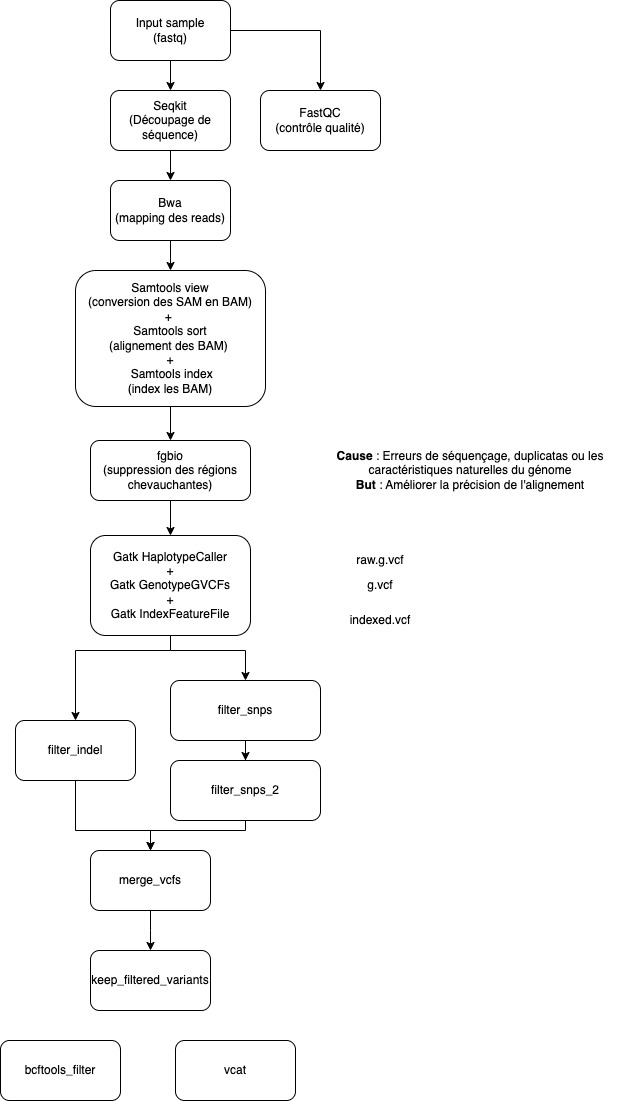 Input sample
(fastq)
Seqkit
(Découpage de
séquence)
FastQC
(contrôle qualité)
Bwa
(mapping des reads)
Samtools view
(conversion des SAM en BAM)
+
Samtools sort
(alignement des BAM)
+
Samtools index
(index les BAM)
fgbio
(suppression des régions
chevauchantes)
Cause : Erreurs de séquençage, duplicatas ou les
caractéristiques naturelles du génome
But : Améliorer la précision de l'alignement
Gatk HaplotypeCaller
+
Gatk GenotypeGVCFs
+
Gatk IndexFeatureFile
raw.g.vcf
g.vcf
indexed.vcf
filter_snps
filter_indel
filter_snps_2
merge_vcfs
keep_filtered_variants
bcftools_filter
vcat